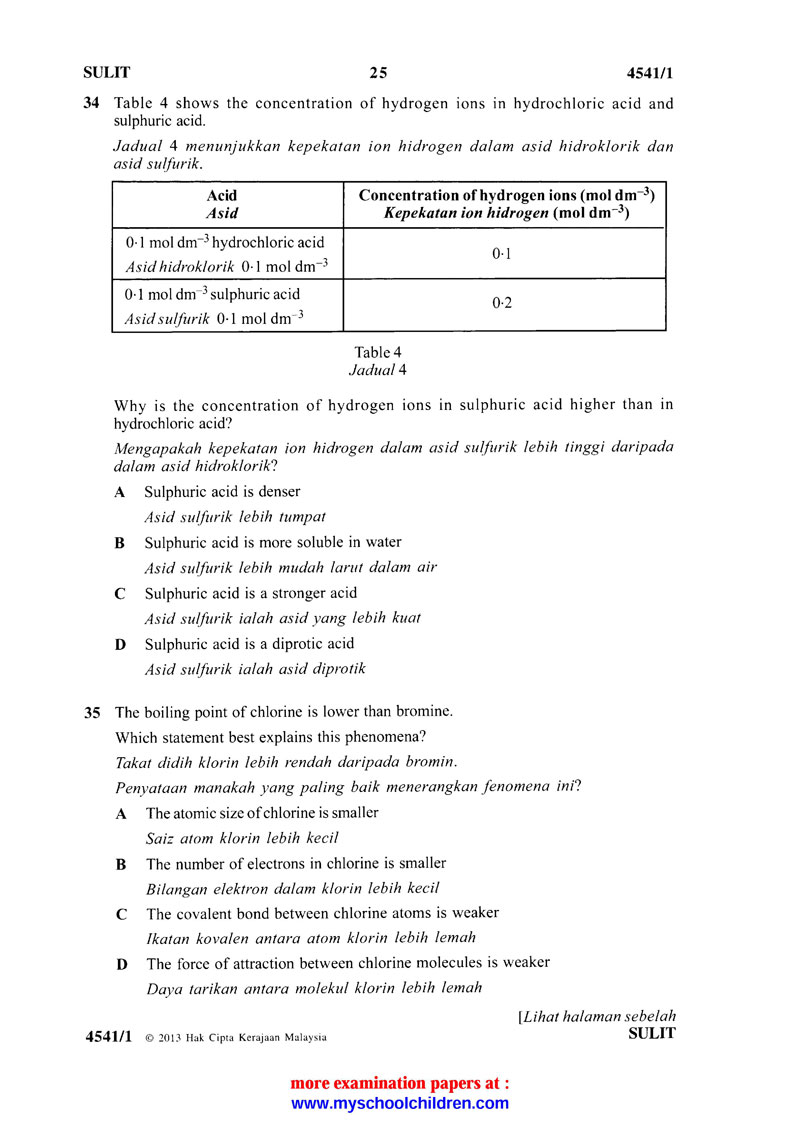 SULIT 25 4541/1
34 Table 4 shows the concentration of hydrogen ions in hydrochloric acid and
sulphuric acid.
Jadual 4 menunjukkan kepekatan ion hidrogen dalam asid hidroklorik dan
asid sulfurik.
Acid Concentration of hydrogen ions (mol dm⁻³)
Asid Kepekatan ion hidrogen (mol dm⁻³)
0·1 mol dm⁻³ hydrochloric acid
Asid hidroklorik 0·1 mol dm⁻³
0·1
0·1 mol dm⁻³ sulphuric acid
Asid sulfurik 0·1 mol dm⁻³
0·2
Table 4
Jadual 4
Why is the concentration of hydrogen ions in sulphuric acid higher than in
hydrochloric acid?
Mengapakah kepekatan ion hidrogen dalam asid sulfurik lebih tinggi daripada
dalam asid hidroklorik?
A Sulphuric acid is denser
Asid sulfurik lebih tumpat
B Sulphuric acid is more soluble in water
Asid sulfurik lebih mudah larut dalam air
C Sulphuric acid is a stronger acid
Asid sulfurik ialah asid yang lebih kuat
D Sulphuric acid is a diprotic acid
Asid sulfurik ialah asid diprotik
35 The boiling point of chlorine is lower than bromine.
Which statement best explains this phenomena?
Takat didih klorin lebih rendah daripada bromin.
Penyataan manakah yang paling baik menerangkan fenomena ini?
A The atomic size of chlorine is smaller
Saiz atom klorin lebih kecil
B The number of electrons in chlorine is smaller
Bilangan elektron dalam klorin lebih kecil
C The covalent bond between chlorine atoms is weaker
Ikatan kovalen antara atom klorin lebih lemah
D The force of attraction between chlorine molecules is weaker
Daya tarikan antara molekul klorin lebih lemah
[Lihat halaman sebelah
4541/1 © 2013 Hak Cipta Kerajaan Malaysia SULIT
more examination papers at :
www.myschoolchildren.com